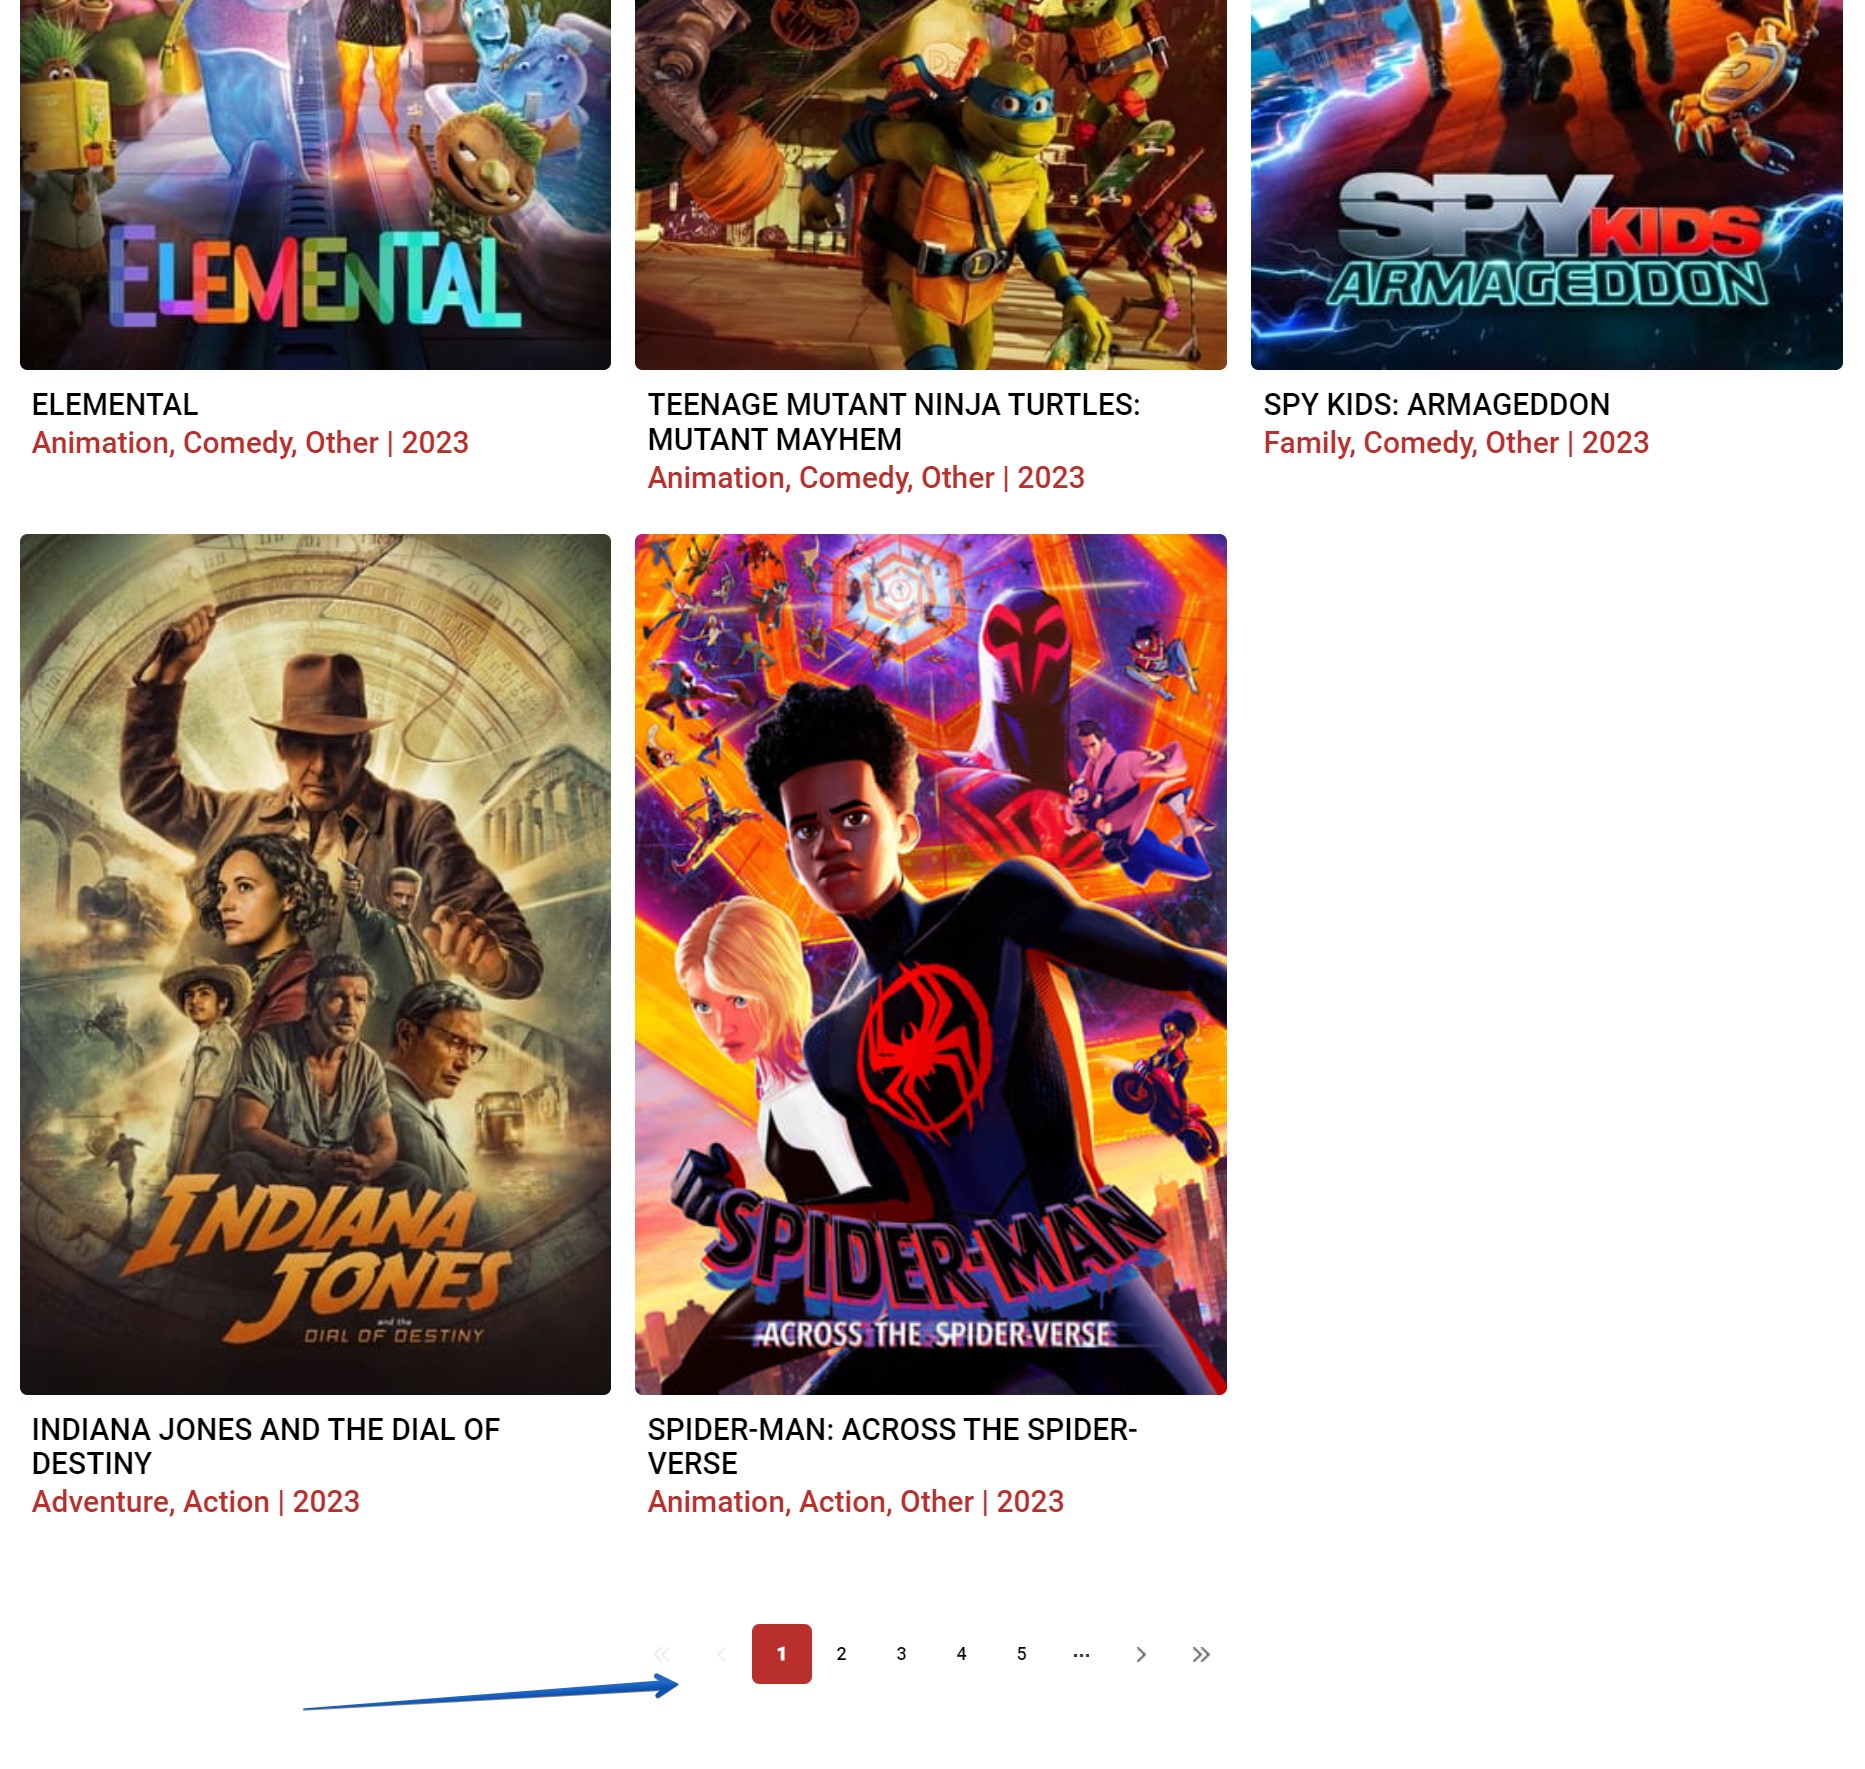 ELEMENTAL
SPY KIDS
ARMAGEDDON
ELEMENTAL
Animation, Comedy, Other | 2023
TEENAGE MUTANT NINJA TURTLES:
MUTANT MAYHEM
Animation, Comedy, Other | 2023
SPY KIDS: ARMAGEDDON
Family, Comedy, Other | 2023
INDIANA
JONES
and the
DIAL OF DESTINY
SPIDER-MAN
ACROSS THE SPIDER-VERSE
INDIANA JONES AND THE DIAL OF
DESTINY
Adventure, Action | 2023
SPIDER-MAN: ACROSS THE SPIDER-
VERSE
Animation, Action, Other | 2023
« ‹ 1 2 3 4 5 ... › »